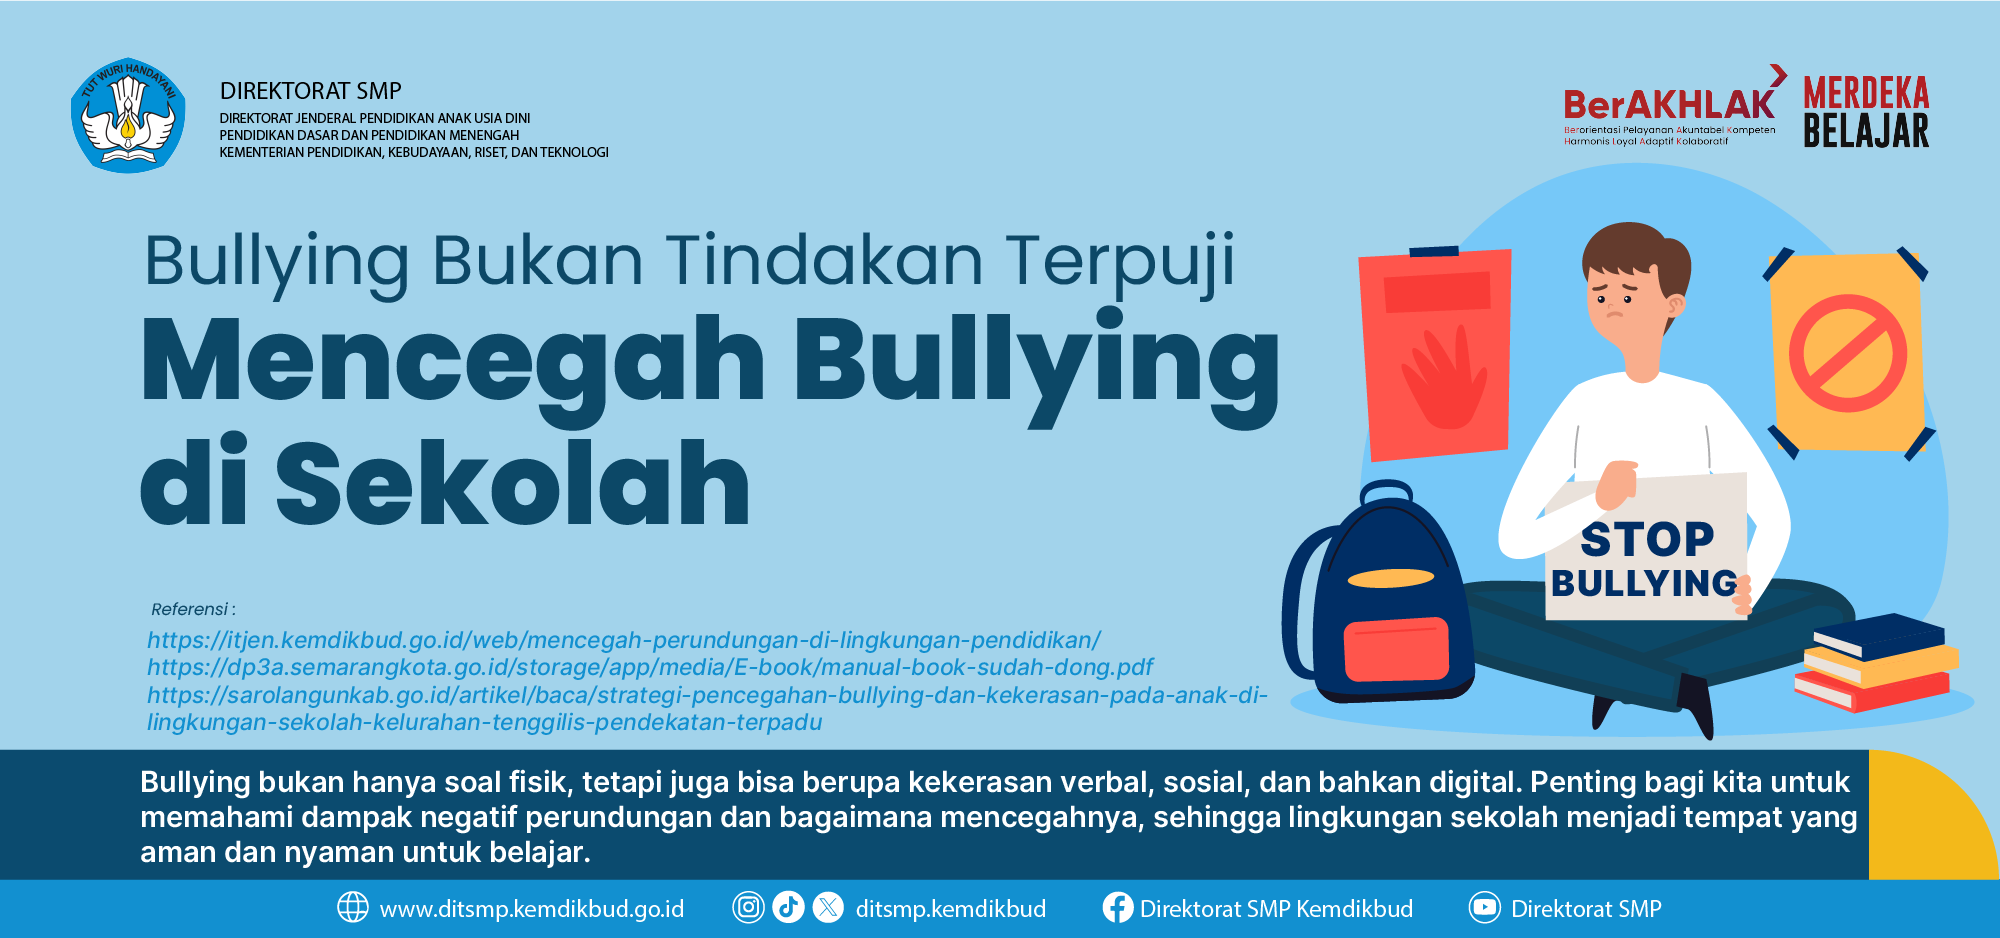 TUT WURI HANDAYANI
DIREKTORAT SMP
DIREKTORAT JENDERAL PENDIDIKAN ANAK USIA DINI
PENDIDIKAN DASAR DAN PENDIDIKAN MENENGAH
KEMENTERIAN PENDIDIKAN, KEBUDAYAAN, RISET, DAN TEKNOLOGI
BerAKHLAK
Berorientasi Pelayanan Akuntabel Kompeten
Harmonis Loyal Adaptif Kolaboratif
MERDEKA
BELAJAR
Bullying Bukan Tindakan Terpuji
Mencegah Bullying
di Sekolah
STOP
BULLYING
Referensi :
https://itjen.kemdikbud.go.id/web/mencegah-perundungan-di-lingkungan-pendidikan/
https://dp3a.semarangkota.go.id/storage/app/media/E-book/manual-book-sudah-dong.pdf
https://sarolangunkab.go.id/artikel/baca/strategi-pencegahan-bullying-dan-kekerasan-pada-anak-di-
lingkungan-sekolah-kelurahan-tenggilis-pendekatan-terpadu
Bullying bukan hanya soal fisik, tetapi juga bisa berupa kekerasan verbal, sosial, dan bahkan digital. Penting bagi kita untuk
memahami dampak negatif perundungan dan bagaimana mencegahnya, sehingga lingkungan sekolah menjadi tempat yang
aman dan nyaman untuk belajar.
www.ditsmp.kemdikbud.go.id
ditsmp.kemdikbud
Direktorat SMP Kemdikbud
Direktorat SMP